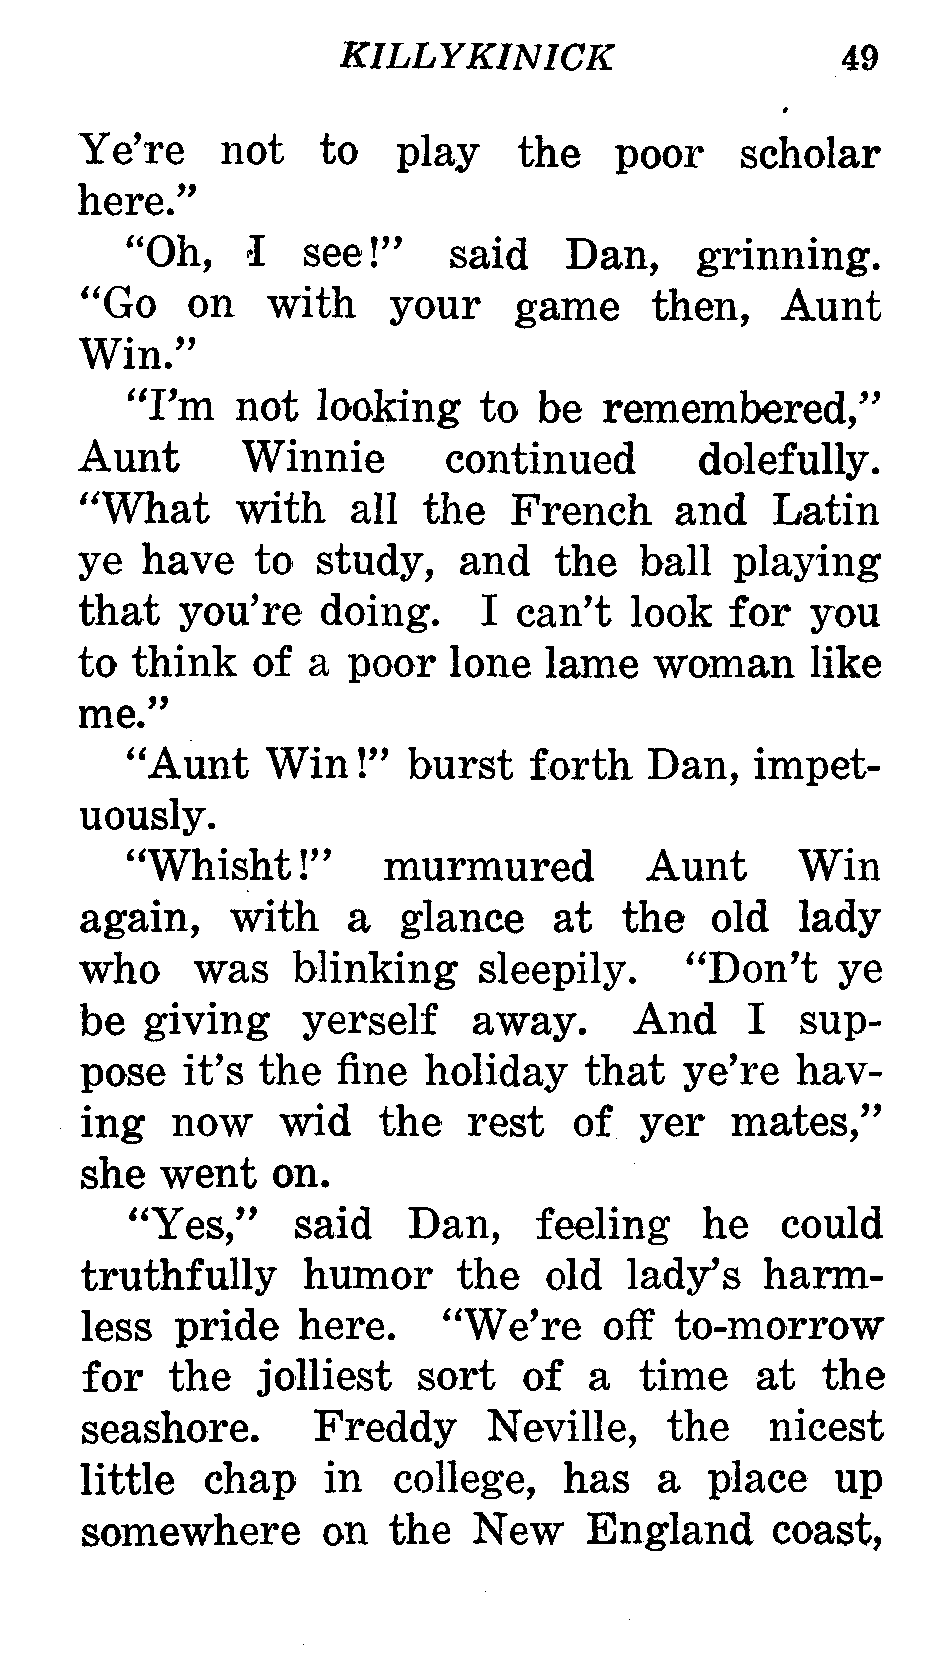 KILLYKINICK 49
Ye're not to play the poor scholar
here."
"Oh, I see!" said Dan, grinning.
"Go on with your game then, Aunt
Win."
"I'm not looking to be remembered,"
Aunt Winnie continued dolefully.
"What with all the French and Latin
ye have to study, and the ball playing
that you're doing. I can't look for you
to think of a poor lone lame woman like
me."
"Aunt Win!" burst forth Dan, impet-
uously.
"Whisht!" murmured Aunt Win
again, with a glance at the old lady
who was blinking sleepily. "Don't ye
be giving yerself away. And I sup-
pose it's the fine holiday that ye're hav-
ing now wid the rest of yer mates,"
she went on.
"Yes," said Dan, feeling he could
truthfully humor the old lady's harm-
less pride here. "We're off to-morrow
for the jolliest sort of a time at the
seashore. Freddy Neville, the nicest
little chap in college, has a place up
somewhere on the New England coast,